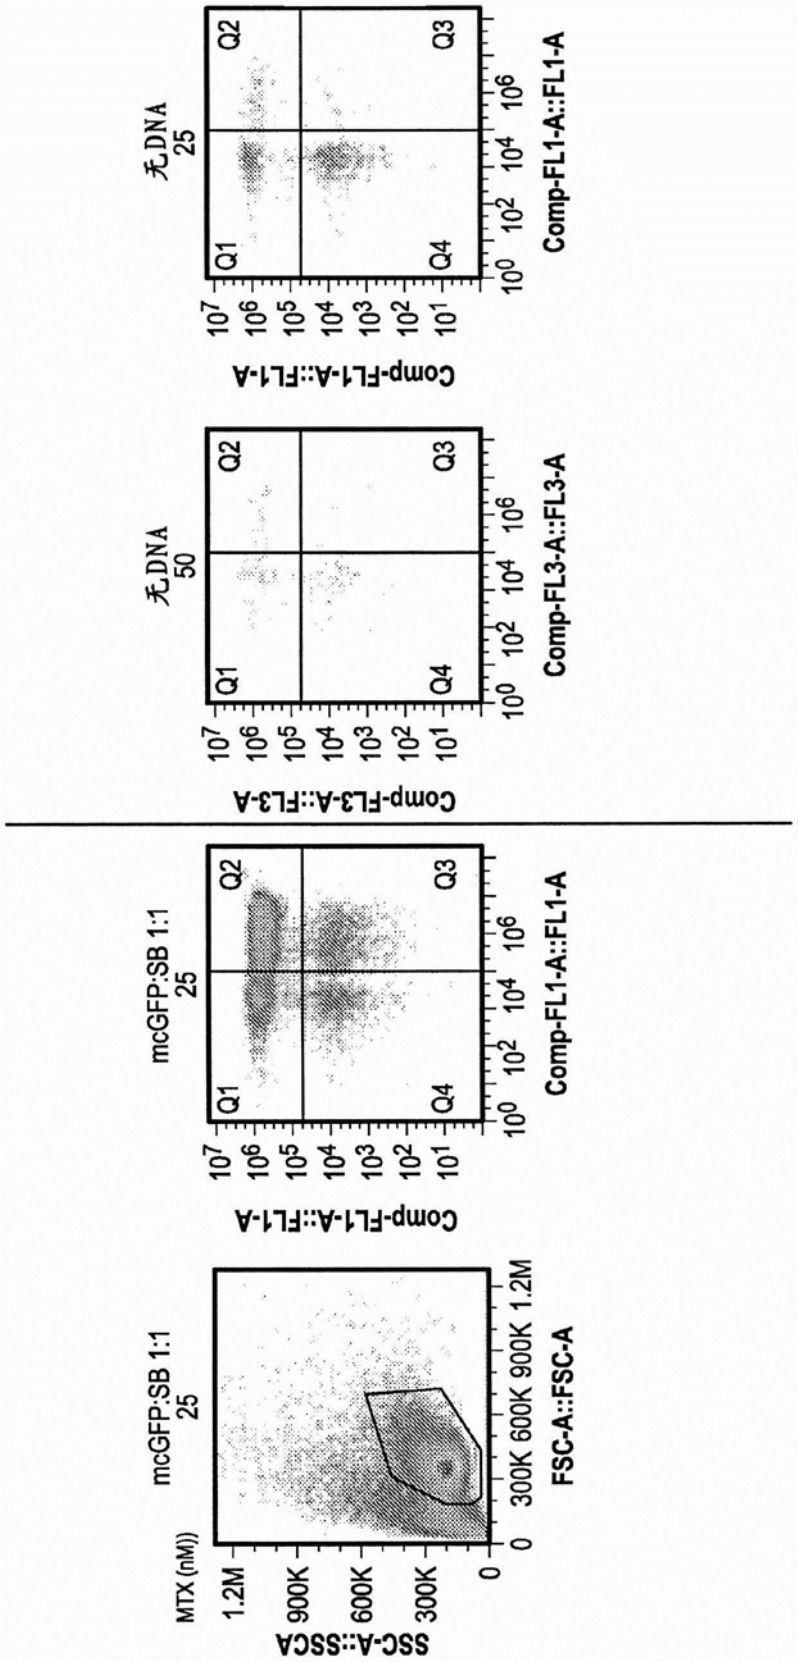 MTX (nM))
mcGFP:SB 1:1
25
1.2M
900K
600K
300K
0
SSC-A::SSCA
0 300K 600K 900K 1.2M
FSC-A::FSC-A
mcGFP:SB 1:1
25
Q1 Q2
Q4 Q3
10⁷
10⁶
10⁵
10⁴
10³
10²
10¹
Comp-FL1-A::FL1-A
10⁰ 10² 10⁴ 10⁶
Comp-FL1-A::FL1-A
无DNA
50
Q1 Q2
Q4 Q3
10⁷
10⁶
10⁵
10⁴
10³
10²
10¹
Comp-FL3-A::FL3-A
10⁰ 10² 10⁴ 10⁶
Comp-FL3-A::FL3-A
无DNA
25
Q1 Q2
Q4 Q3
10⁷
10⁶
10⁵
10⁴
10³
10²
10¹
Comp-FL1-A::FL1-A
10⁰ 10² 10⁴ 10⁶
Comp-FL1-A::FL1-A